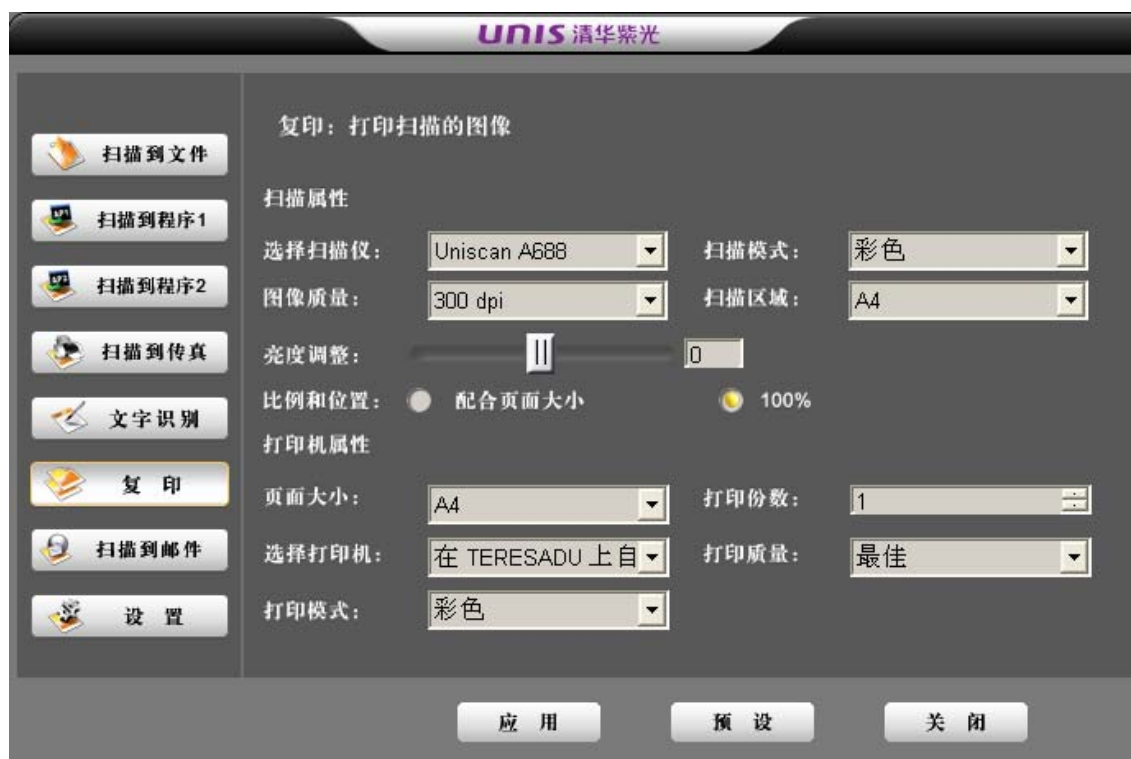 UNIS 清华紫光
扫描到文件
扫描到程序1
扫描到程序2
扫描到传真
文字识别
复 印
扫描到邮件
设 置
复印：打印扫描的图像
扫描属性
选择扫描仪： Uniscan A688 扫描模式： 彩色
图像质量： 300 dpi 扫描区域： A4
亮度调整： 0
比例和位置： 配合页面大小 100%
打印机属性
页面大小： A4 打印份数： 1
选择打印机： 在 TERESADU 上自 打印质量： 最佳
打印模式： 彩色
应 用 预 设 关 闭